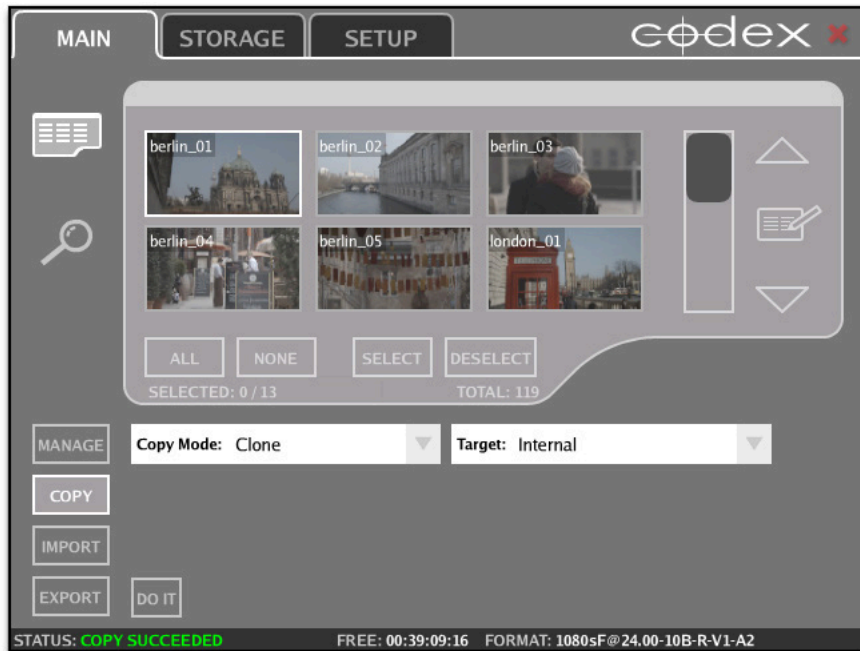 MAIN STORAGE SETUP codex
berlin_01 berlin_02 berlin_03
berlin_04 berlin_05 london_01
TELEPHONE
ALL NONE SELECT DESELECT
SELECTED: 0 / 13 TOTAL: 119
MANAGE Copy Mode: Clone Target: Internal
COPY
IMPORT
EXPORT DO IT
STATUS: COPY SUCCEEDED FREE: 00:39:09:16 FORMAT: 1080sF@24.00-10B-R-V1-A2